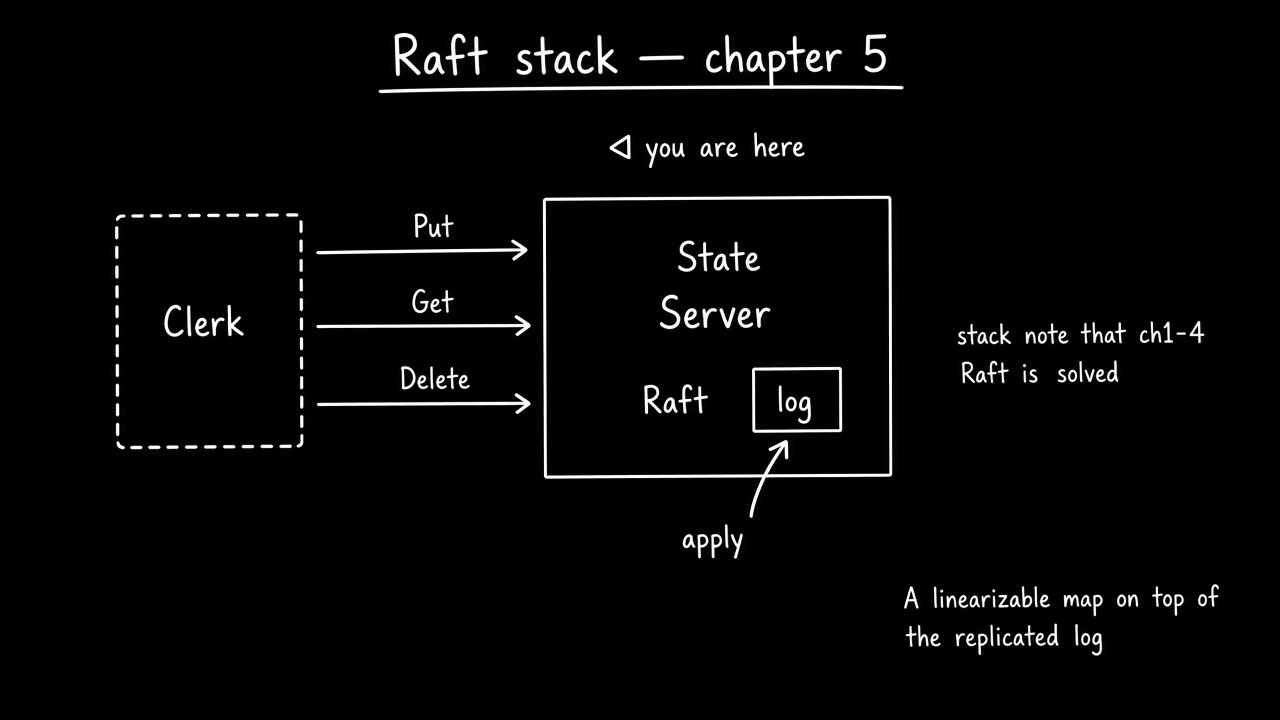 Raft stack — chapter 5
you are here
Clerk
Put
Get
Delete
State
Server
Raft
log
apply
stack note that ch1-4
Raft is solved
A linearizable map on top of
the replicated log